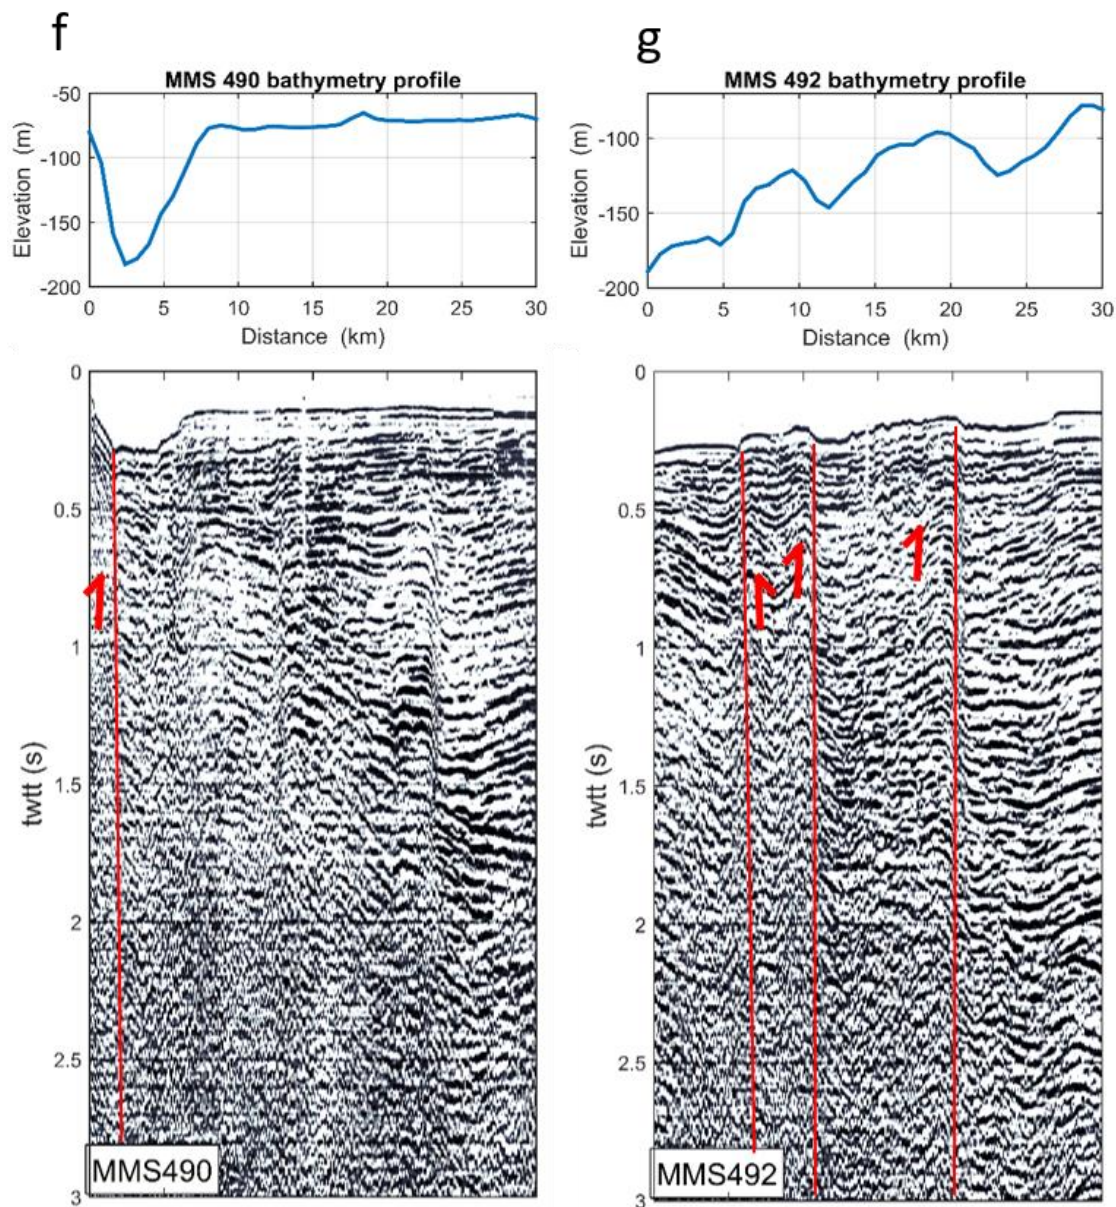 f
MMS 490 bathymetry profile
-50
-100
-150
-200
Elevation (m)
0 5 10 15 20 25 30
Distance (km)
0
0.5
1
1.5
2
2.5
3
twtt (s)
MMS490
g
MMS 492 bathymetry profile
-100
-150
-200
Elevation (m)
0 5 10 15 20 25 30
Distance (km)
0
0.5
1
1.5
2
2.5
3
twtt (s)
MMS492